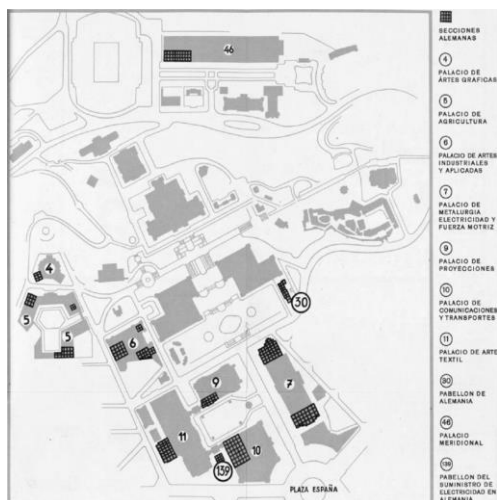 46
4
5
5
6
30
9
7
11
10
139
PLAZA ESPAÑA
SECCIONES
ALEMANAS
4
PALACIO DE
ARTES GRAFICAS
5
PALACIO DE
AGRICULTURA
6
PALACIO DE ARTES
INDUSTRIALES
Y APLICADAS
7
PALACIO DE
METALURGIA
ELECTRICIDAD Y
FUERZA MOTRIZ
9
PALACIO DE
PROYECCIONES
10
PALACIO DE
COMUNICACIONES
Y TRANSPORTES
11
PALACIO DE ARTE
TEXTIL
30
PABELLON DE
ALEMANIA
46
PALACIO
MERIDIONAL
139
PABELLON DEL
SUMINISTRO DE
ELECTRICIDAD EN
ALEMANIA